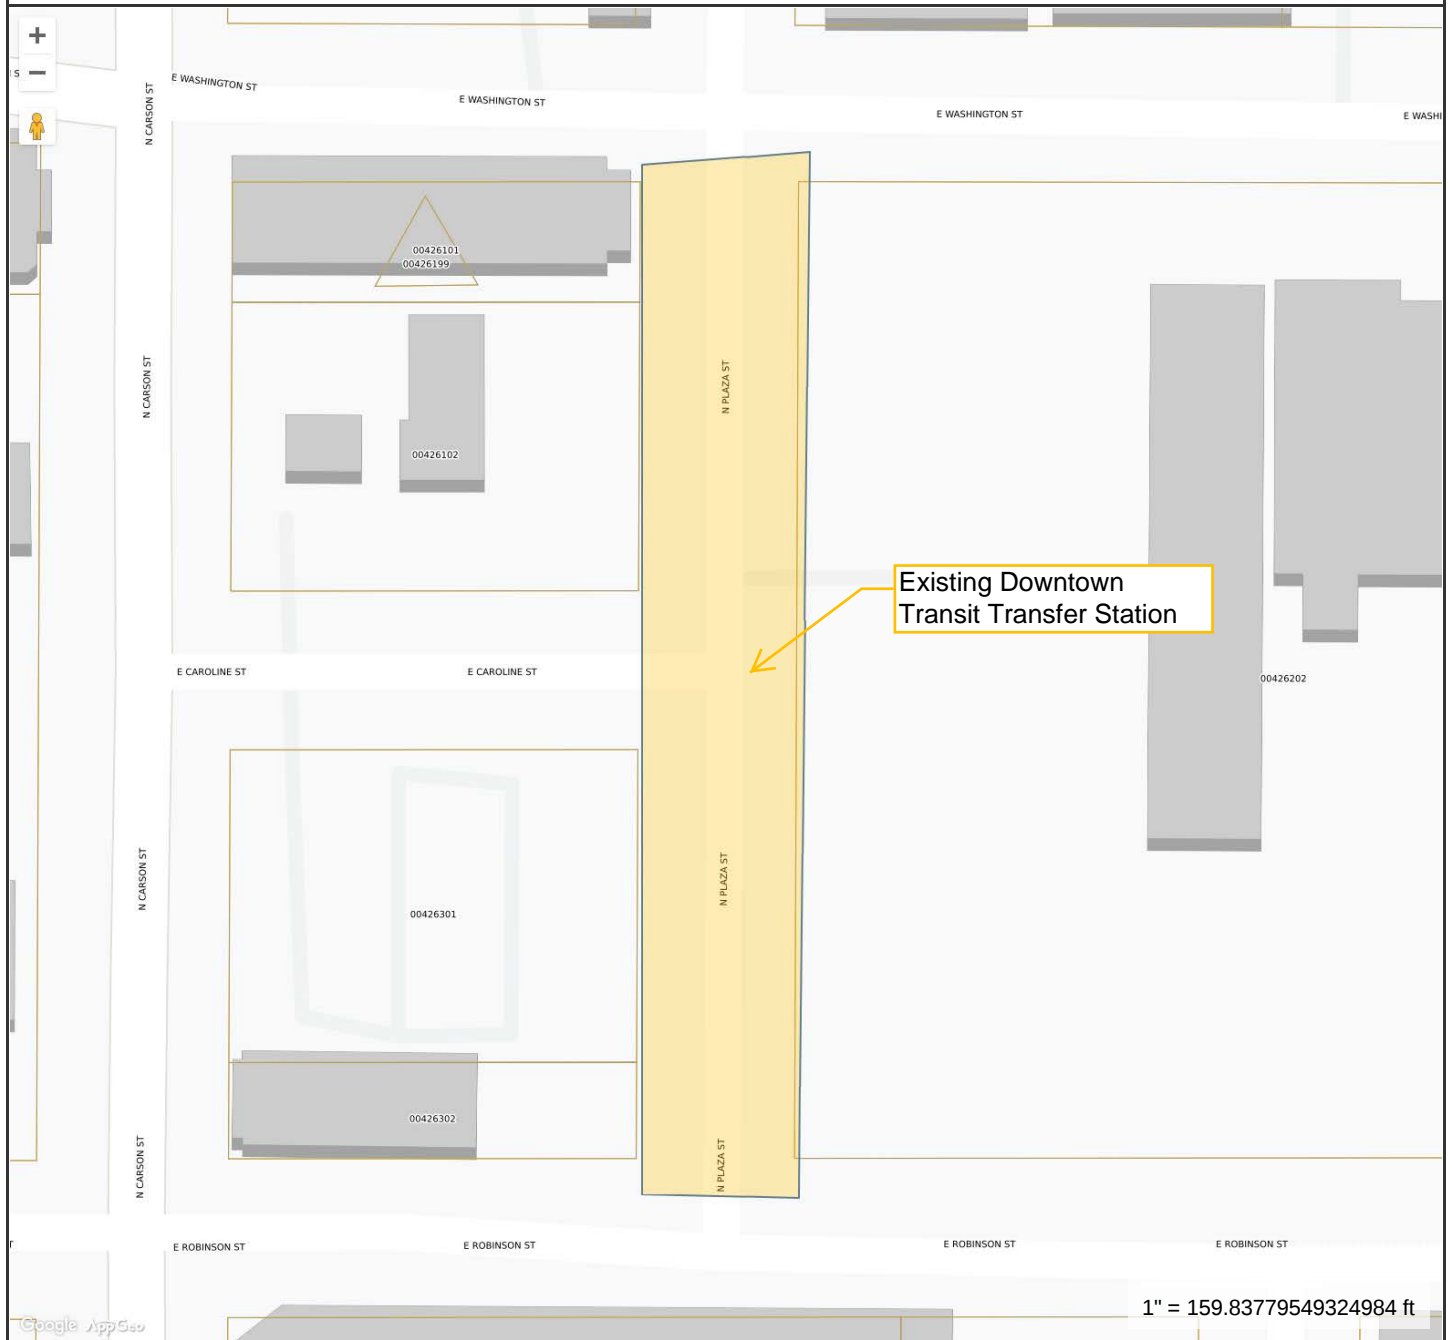 +
−
E WASHINGTON ST
E WASHINGTON ST
E WASHINGTON ST
E WASHI
N CARSON ST
00426101
00426199
N CARSON ST
N PLAZA ST
00426102
Existing Downtown
Transit Transfer Station
E CAROLINE ST
E CAROLINE ST
00426202
N CARSON ST
N PLAZA ST
00426301
00426302
N CARSON ST
N PLAZA ST
E ROBINSON ST
E ROBINSON ST
E ROBINSON ST
E ROBINSON ST
1" = 159.83779549324984 ft
Google AppGeo